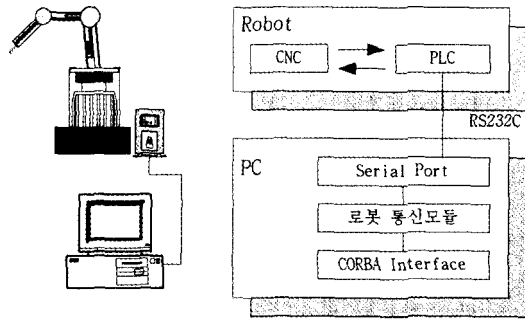 Robot
CNC
PLC
RS232C
PC
Serial Port
로봇 통신모듈
CORBA Interface